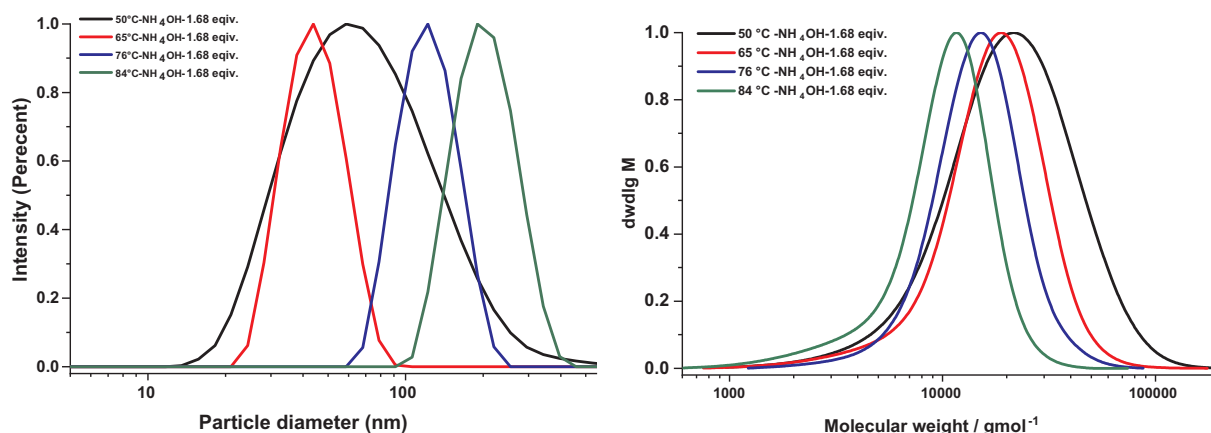 50°C-NH4OH-1.68 eqiv.
65°C-NH4OH-1.68 eqiv.
76°C-NH4OH-1.68 eqiv.
84°C-NH4OH-1.68 eqiv.
1.0
0.8
0.6
0.4
0.2
0.0
Intensity (Perecent)
10
100
Particle diameter (nm)
50 °C -NH4OH-1.68 eqiv.
65 °C -NH4OH-1.68 eqiv.
76 °C -NH4OH-1.68 eqiv.
84 °C -NH4OH-1.68 eqiv.
1.0
0.8
0.6
0.4
0.2
0.0
dwdlg M
1000
10000
100000
Molecular weight / gmol-1